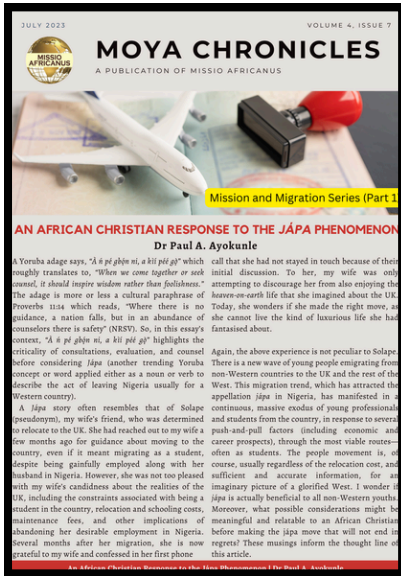 JULY 2023
VOLUME 4, ISSUE 7
MISSIO
AFRICANUS
MOYA CHRONICLES
A PUBLICATION OF MISSIO AFRICANUS
Mission and Migration Series (Part 1
AN AFRICAN CHRISTIAN RESPONSE TO THE JÁPA PHENOMENON
Dr Paul A. Ayokunle
A Yoruba adage says, "À ń pé gbọ́n ni, a kìí péé gọ̀" which
roughly translates to, "When we come together or seek
counsel, it should inspire wisdom rather than foolishness."
The adage is more or less a cultural paraphrase of
Proverbs 11:14 which reads, "Where there is no
guidance, a nation falls, but in an abundance of
counselors there is safety" (NRSV). So, in this essay's
context, "À ń pé gbọ́n ni, a kìí péé gọ̀" highlights the
criticality of consultations, evaluation, and counsel
before considering Jápa (another trending Yoruba
concept or word applied either as a noun or verb to
describe the act of leaving Nigeria usually for a
Western country).
A Jápa story often resembles that of Solape
(pseudonym), my wife's friend, who was determined
to relocate to the UK. She had reached out to my wife a
few months ago for guidance about moving to the
country, even if it meant migrating as a student,
despite being gainfully employed along with her
husband in Nigeria. However, she was not too pleased
with my wife's candidness about the realities of the
UK, including the constraints associated with being a
student in the country, relocation and schooling costs,
maintenance fees, and other implications of
abandoning her desirable employment in Nigeria.
Several months after her migration, she is now
grateful to my wife and confessed in her first phone
call that she had not stayed in touch because of their
initial discussion. To her, my wife was only
attempting to discourage her from also enjoying the
heaven-on-earth life that she imagined about the UK.
Today, she wonders if she made the right move, as
she cannot live the kind of luxurious life she had
fantasised about.
Again, the above experience is not peculiar to Solape.
There is a new wave of young people emigrating from
non-Western countries to the UK and the rest of the
West. This migration trend, which has attracted the
appellation jápa in Nigeria, has manifested in a
continuous, massive exodus of young professionals
and students from the country, in response to several
push-and-pull factors (including economic and
career prospects), through the most viable routes—
often as students. The people movement is, of
course, usually regardless of the relocation cost, and
sufficient and accurate information, for an
imaginary picture of a glorified West. I wonder if
jápa is actually beneficial to all non-Western youths.
Moreover, what possible considerations might be
meaningful and relatable to an African Christian
before making the jápa move that will not end in
regrets? These musings inform the thought line of
this article.
An African Christian Response to the Jápa Phenomenon | Dr Paul A. Ayokunle